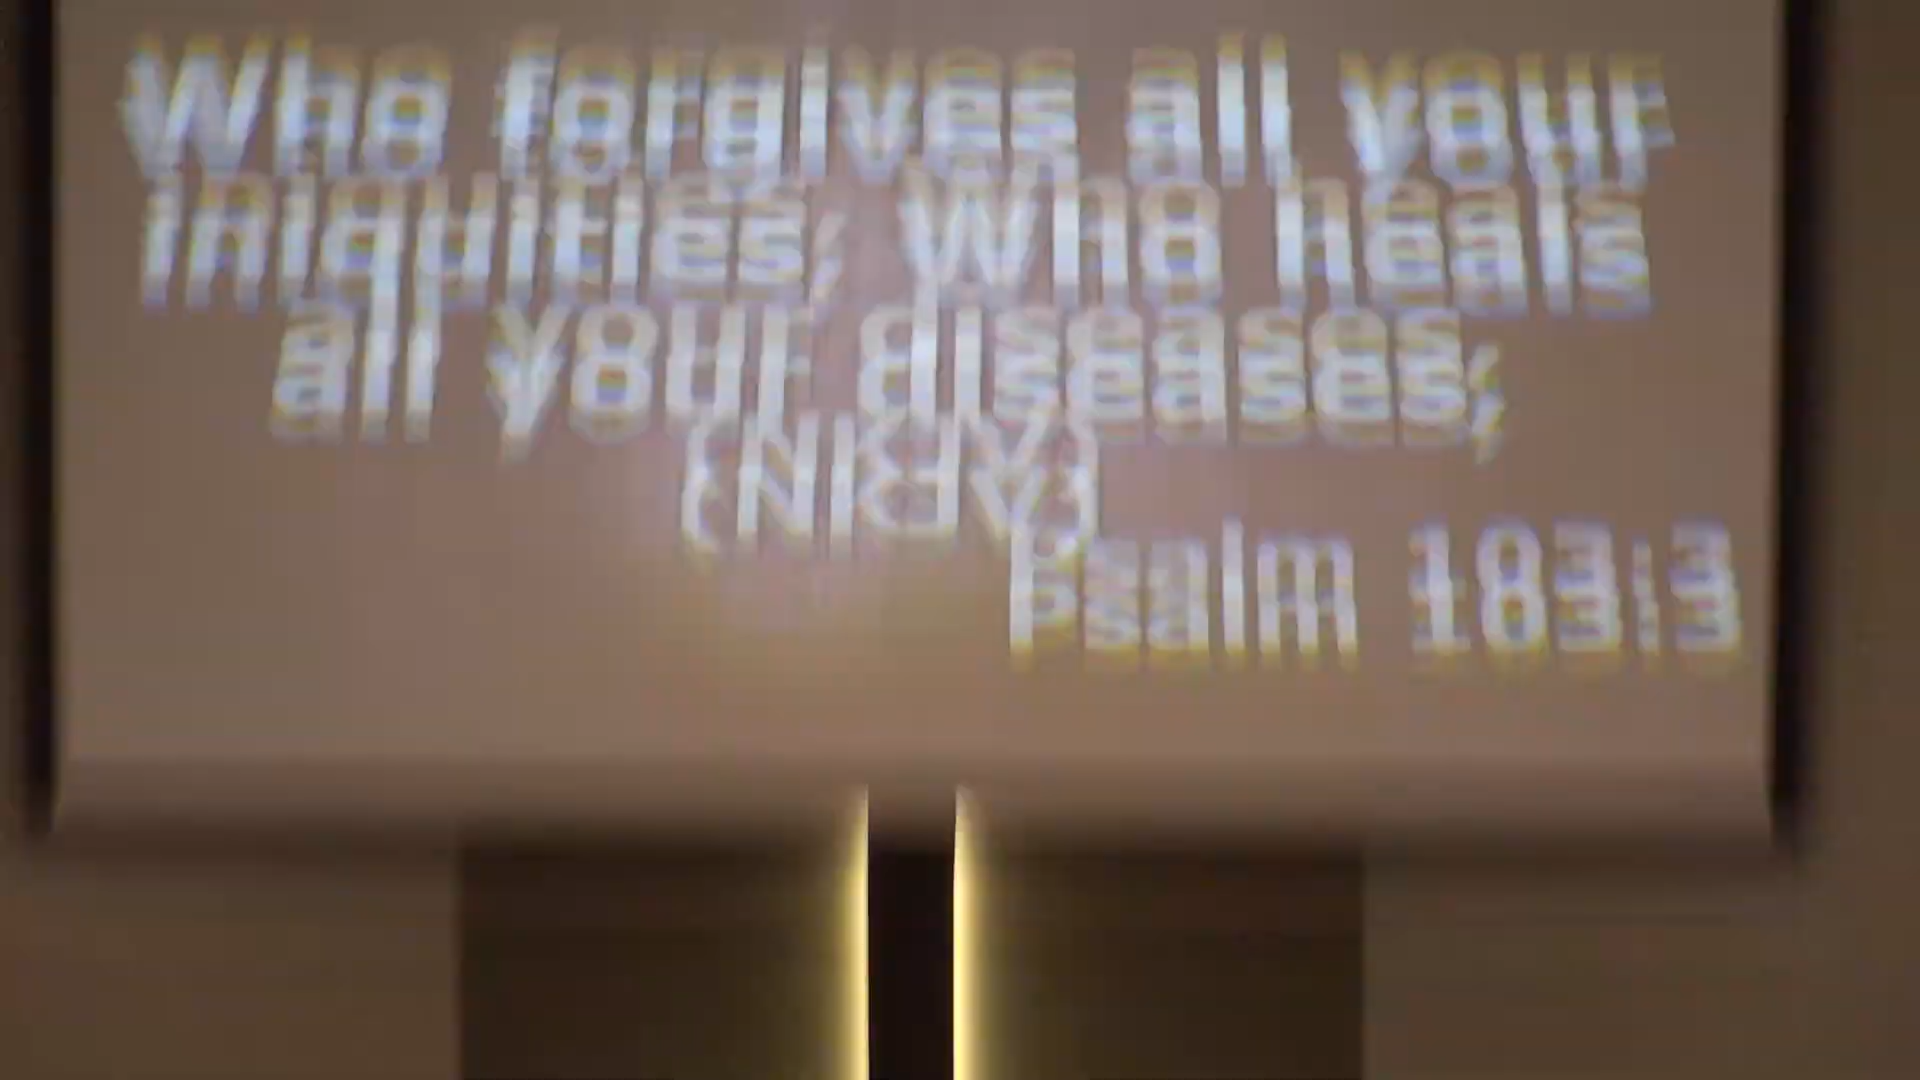 Who forgives all your
iniquities, Who heals
all your diseases,
(NKJV)
Psalm 103:3